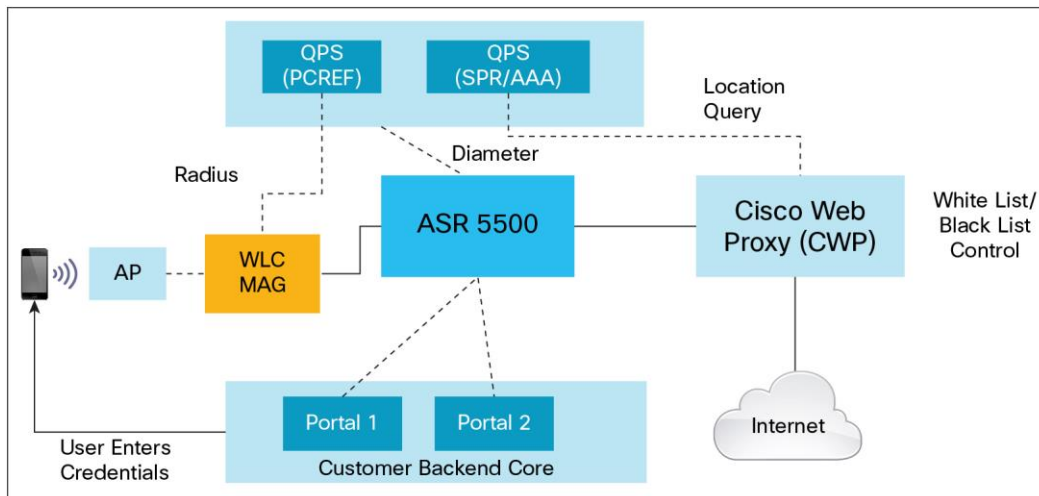 QPS
(PCREF)
QPS
(SPR/AAA)
Location
Query
Radius
Diameter
AP
WLC
MAG
ASR 5500
Cisco Web
Proxy (CWP)
White List/
Black List
Control
Portal 1
Portal 2
Internet
User Enters
Credentials
Customer Backend Core